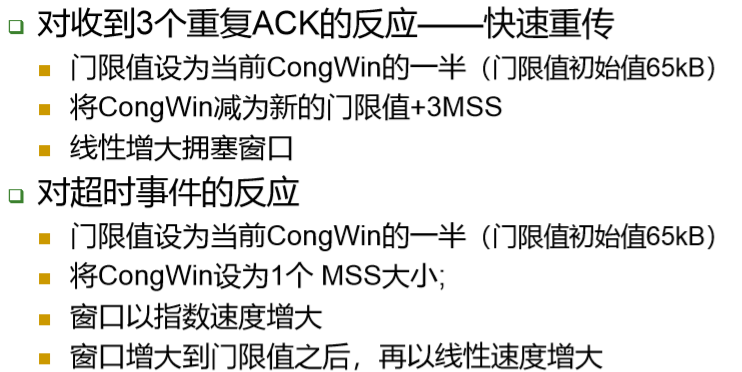 对收到3个重复ACK的反应——快速重传
门限值设为当前CongWin的一半（门限值初始值65kB）
将CongWin减为新的门限值+3MSS
线性增大拥塞窗口
对超时事件的反应
门限值设为当前CongWin的一半（门限值初始值65kB）
将CongWin设为1个 MSS大小;
窗口以指数速度增大
窗口增大到门限值之后，再以线性速度增大